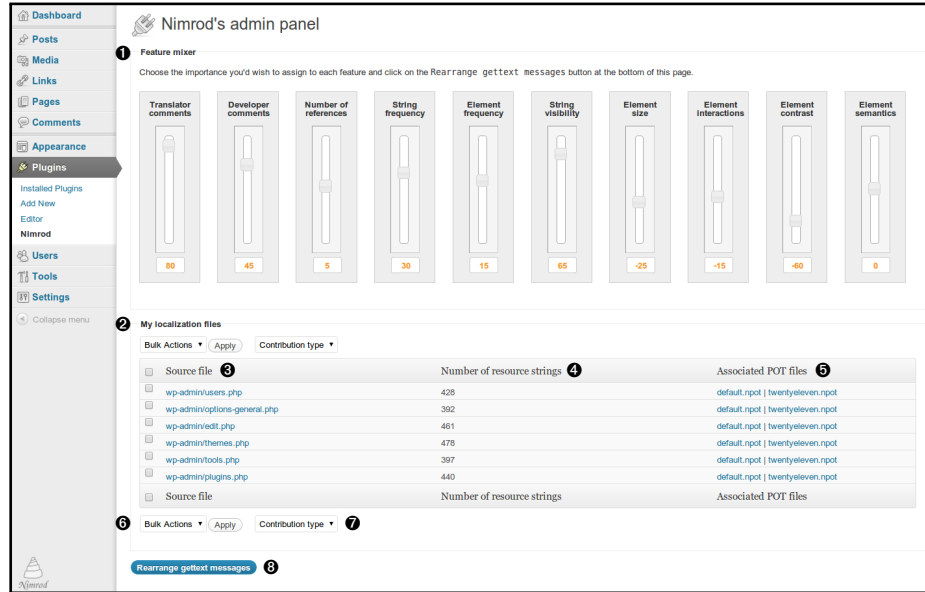 Dashboard
Posts
Media
Links
Pages
Comments
Appearance
Plugins
Installed Plugins
Add New
Editor
Nimrod
Users
Tools
Settings
Collapse menu
Nimrod
Nimrod's admin panel
❶ Feature mixer
Choose the importance you'd wish to assign to each feature and click on the Rearrange gettext messages button at the bottom of this page.
Translator comments
Developer comments
Number of references
String frequency
Element frequency
String visibility
Element size
Element interactions
Element contrast
Element semantics
80 45 5 30 15 65 -25 -15 -60 0
❷ My localization files
Bulk Actions ▼ Apply Contribution type ▼
Source file ❸ Number of resource strings ❹ Associated POT files ❺
wp-admin/users.php 428 default.npot | twentyeleven.npot
wp-admin/options-general.php 392 default.npot | twentyeleven.npot
wp-admin/edit.php 461 default.npot | twentyeleven.npot
wp-admin/themes.php 478 default.npot | twentyeleven.npot
wp-admin/tools.php 397 default.npot | twentyeleven.npot
wp-admin/plugins.php 440 default.npot | twentyeleven.npot
Source file Number of resource strings Associated POT files
❻ Bulk Actions ▼ Apply Contribution type ▼ ❼
Rearrange gettext messages ❽